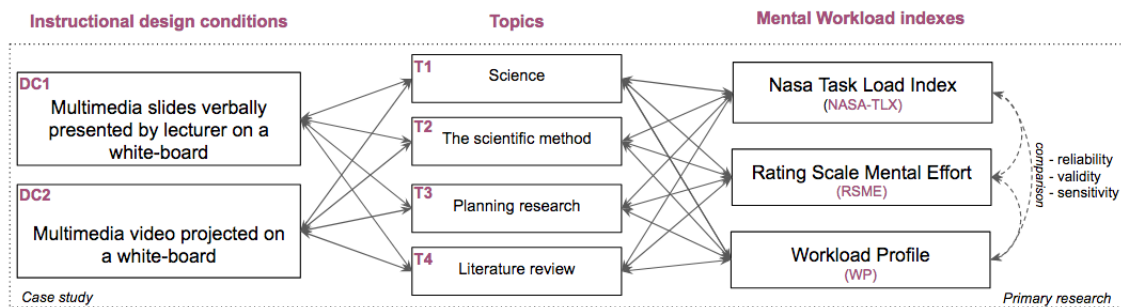 Instructional design conditions
Topics
Mental Workload indexes
DC1
Multimedia slides verbally
presented by lecturer on a
white-board
DC2
Multimedia video projected on
a white-board
T1
Science
T2
The scientific method
T3
Planning research
T4
Literature review
Nasa Task Load Index
(NASA-TLX)
Rating Scale Mental Effort
(RSME)
Workload Profile
(WP)
comparison
- reliability
- validity
- sensitivity
Case study
Primary research